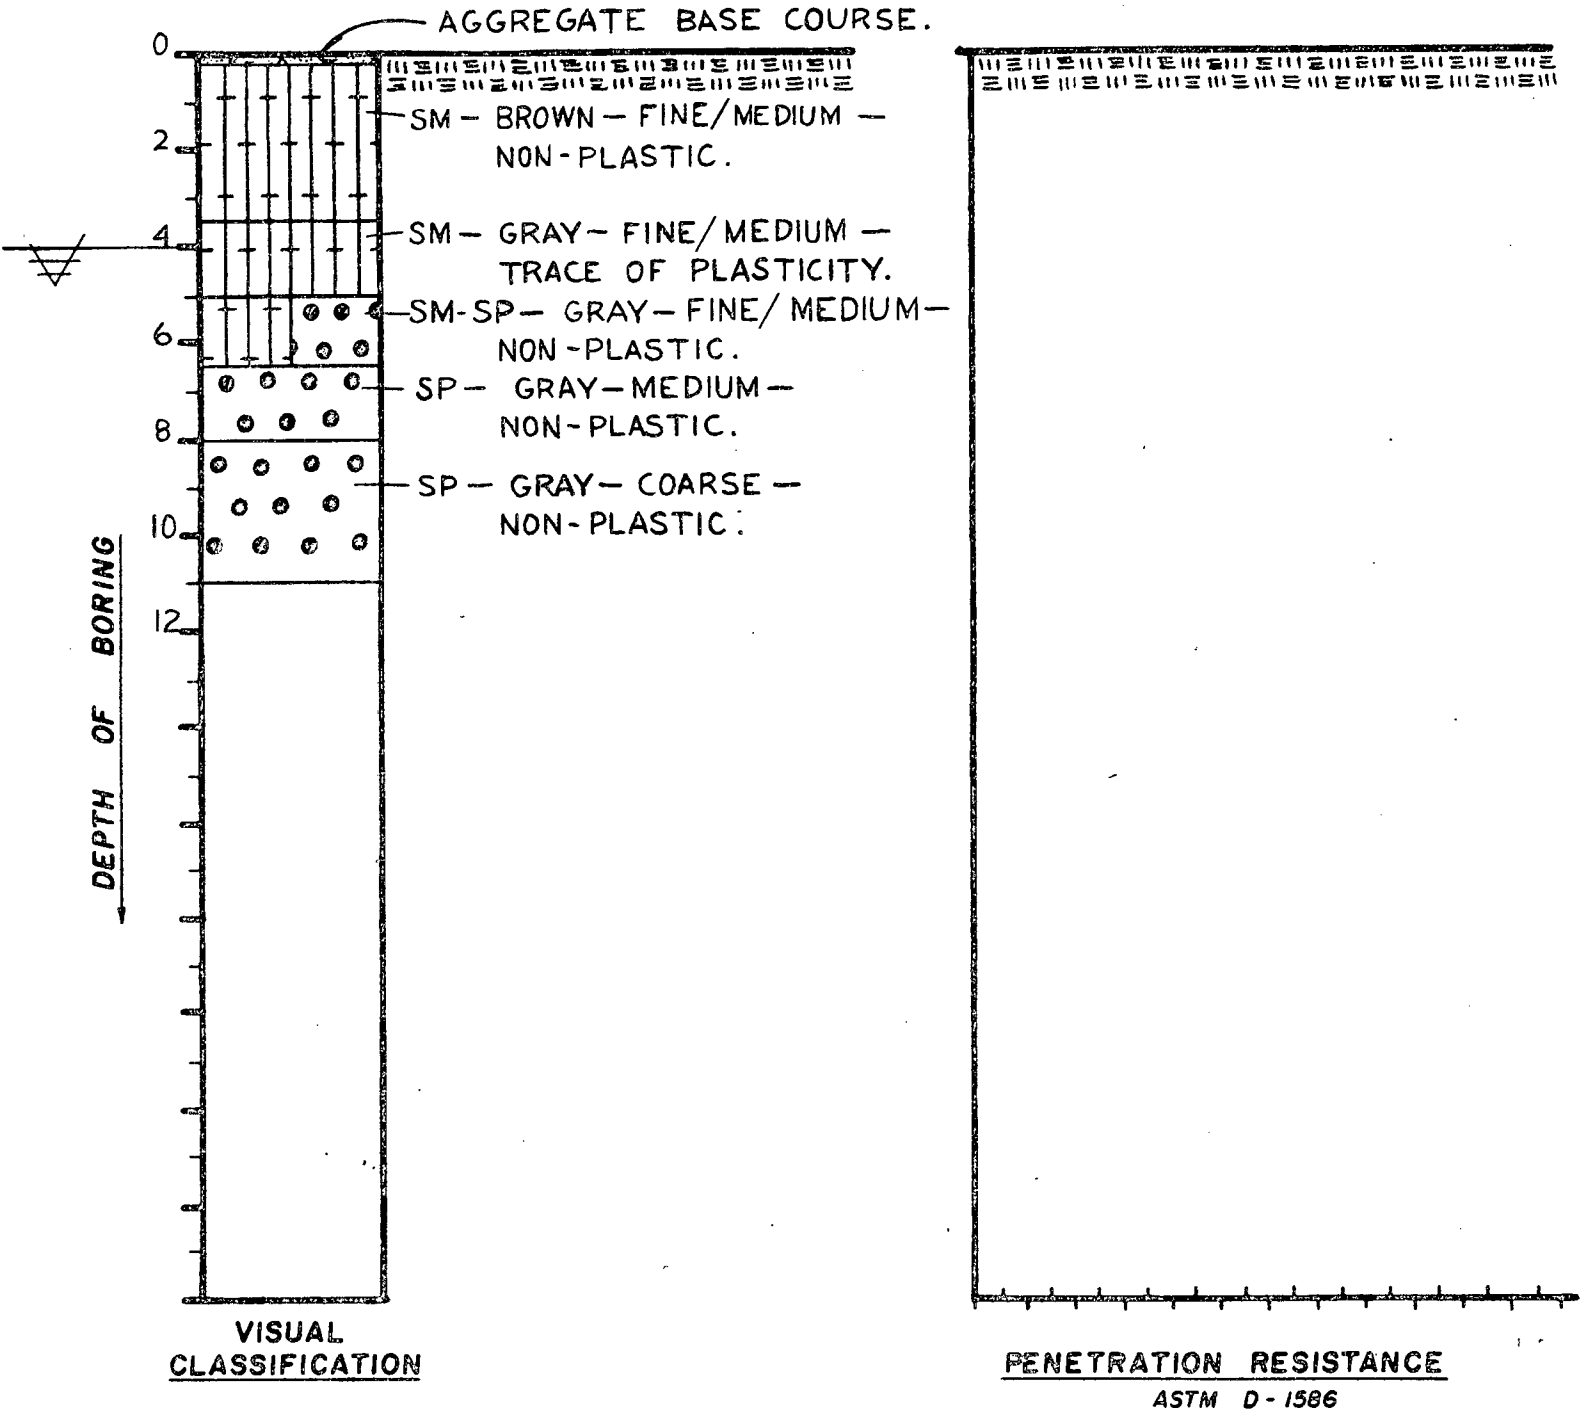 AGGREGATE BASE COURSE.
0
SM - BROWN - FINE/MEDIUM -
2
NON-PLASTIC.
4
SM - GRAY - FINE/MEDIUM -
TRACE OF PLASTICITY.
SM-SP - GRAY - FINE/MEDIUM -
6
NON-PLASTIC.
SP - GRAY - MEDIUM -
8
NON-PLASTIC.
SP - GRAY - COARSE -
10
NON-PLASTIC.
12
DEPTH OF BORING
VISUAL
CLASSIFICATION
PENETRATION RESISTANCE
ASTM D-1586